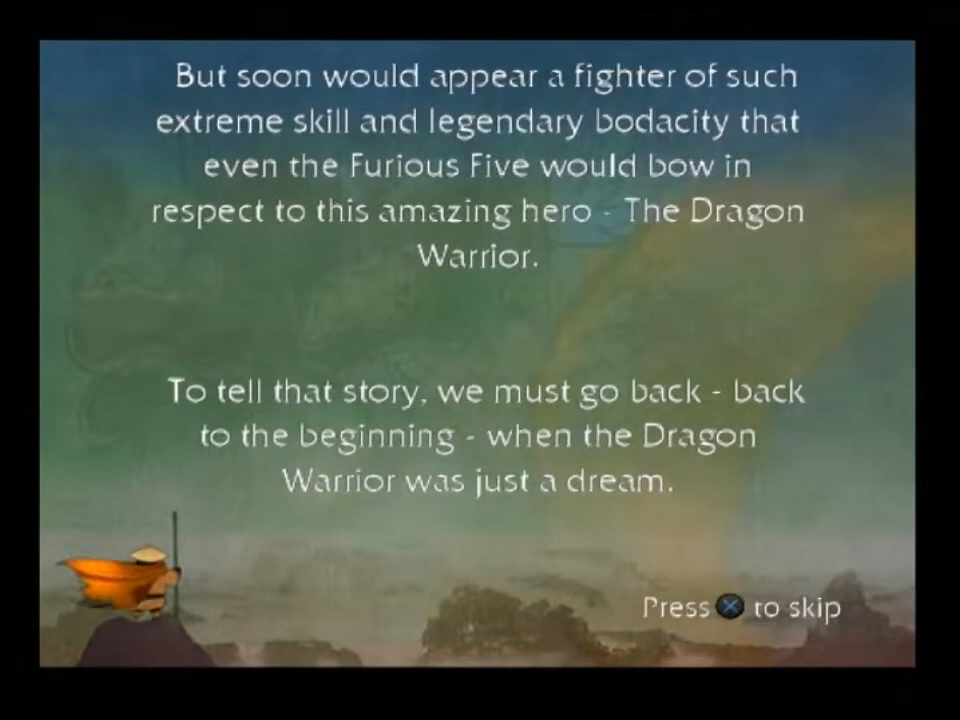 But soon would appear a fighter of such
extreme skill and legendary bodacity that
even the Furious Five would bow in
respect to this amazing hero - The Dragon
Warrior.
To tell that story, we must go back - back
to the beginning - when the Dragon
Warrior was just a dream.
Press to skip